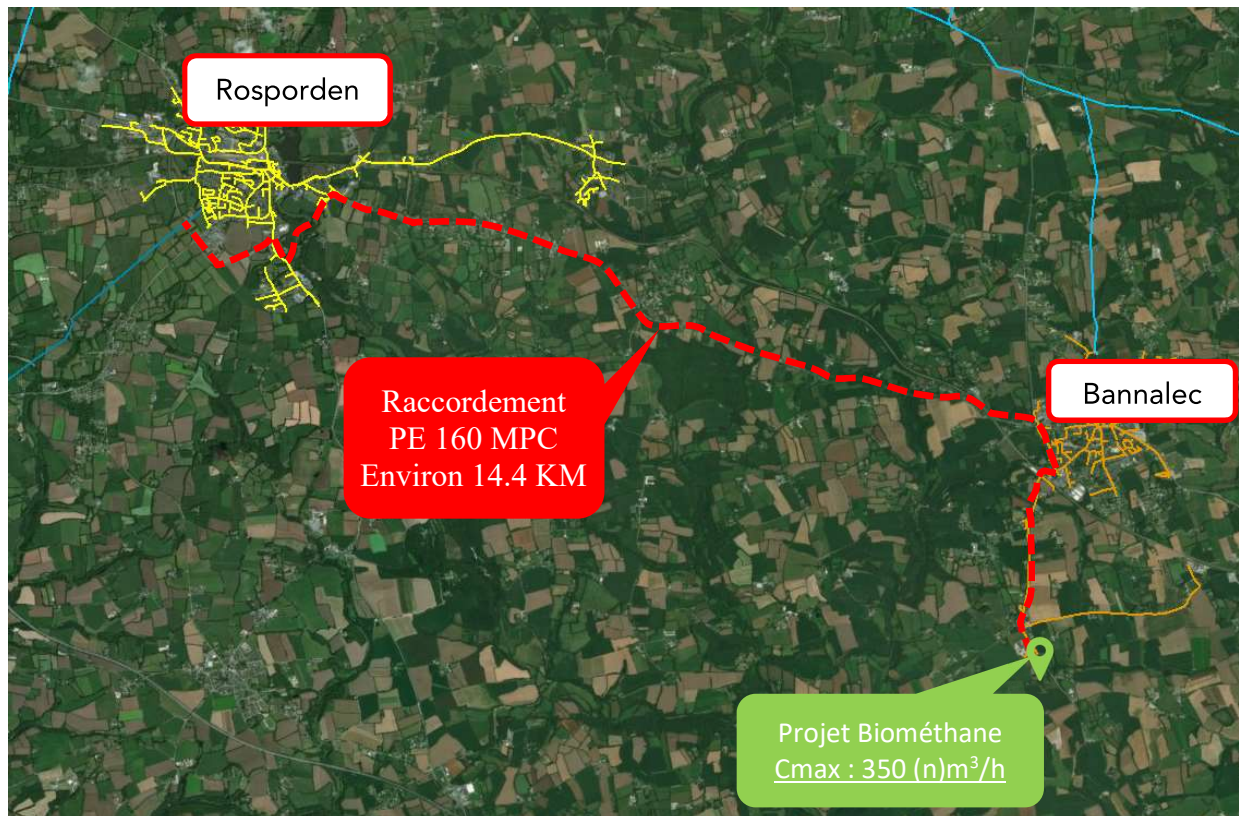 Rosporden
Raccordement
PE 160 MPC
Environ 14.4 KM
Bannalec
Projet Biométhane
Cmax : 350 (n)m³/h